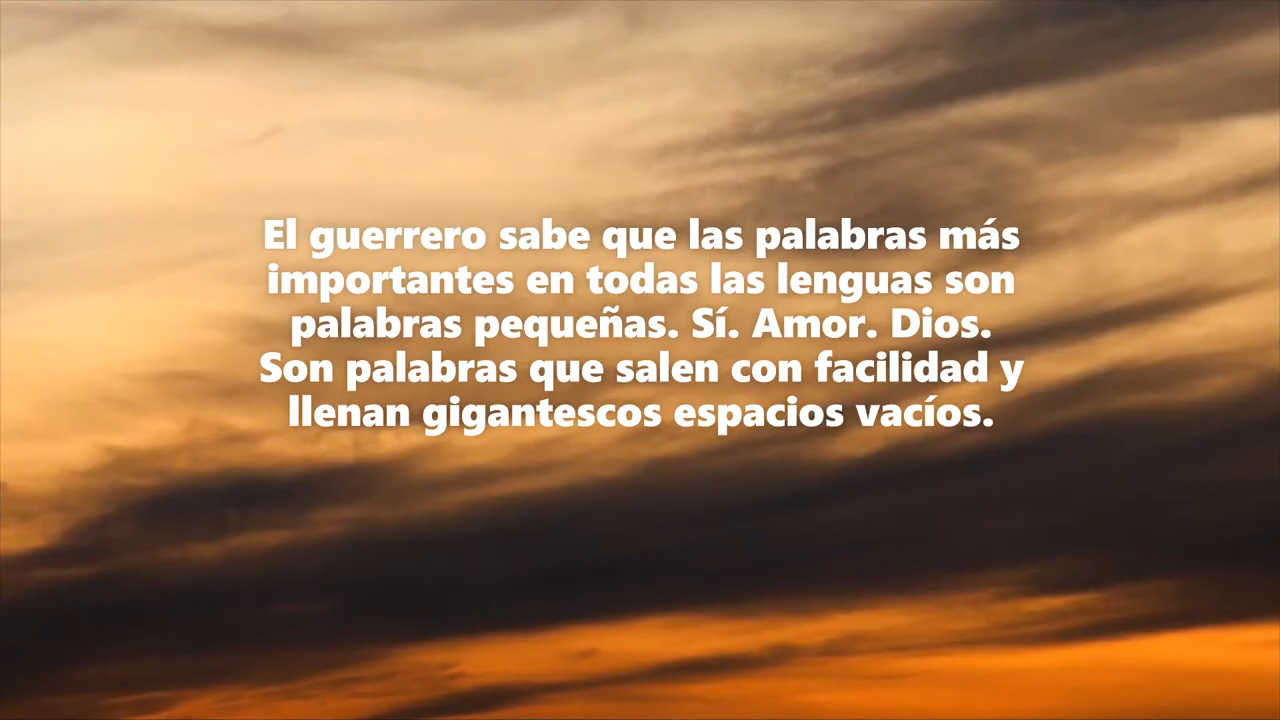 El guerrero sabe que las palabras más
importantes en todas las lenguas son
palabras pequeñas. Sí. Amor. Dios.
Son palabras que salen con facilidad y
llenan gigantescos espacios vacíos.